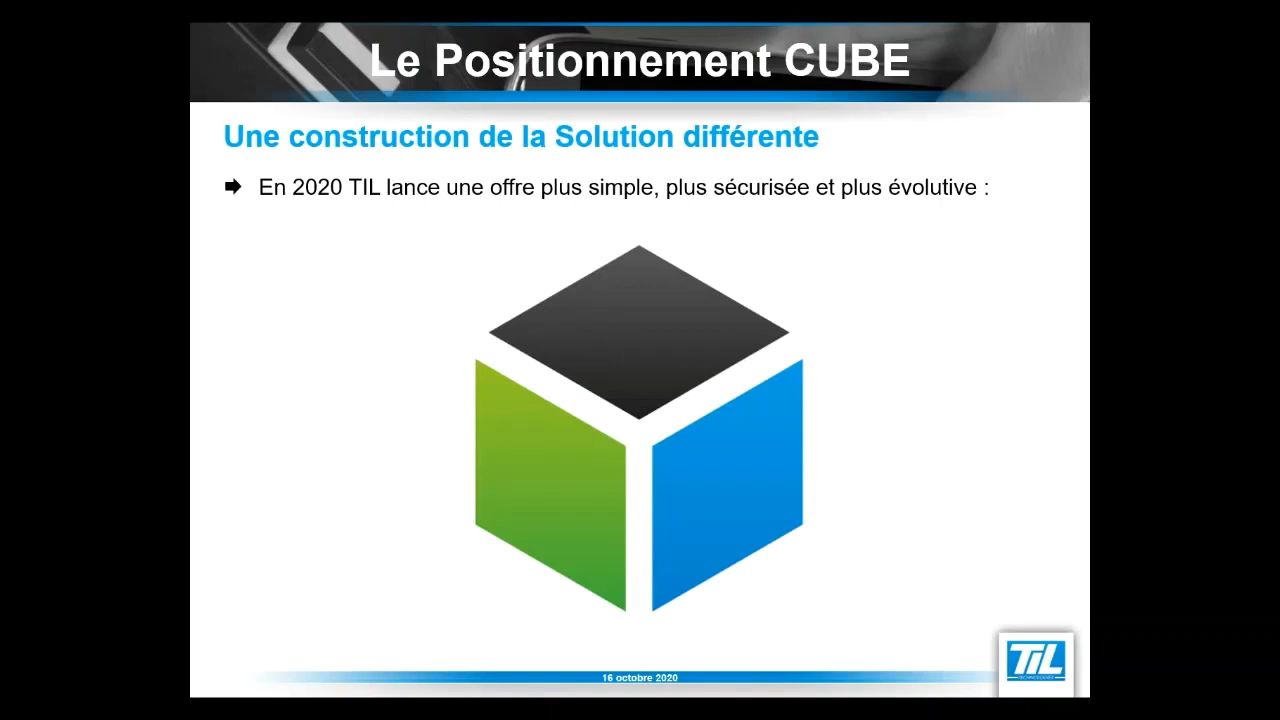 Le Positionnement CUBE
Une construction de la Solution différente
En 2020 TIL lance une offre plus simple, plus sécurisée et plus évolutive :
TiL
TECHNOLOGIES
16 octobre 2020